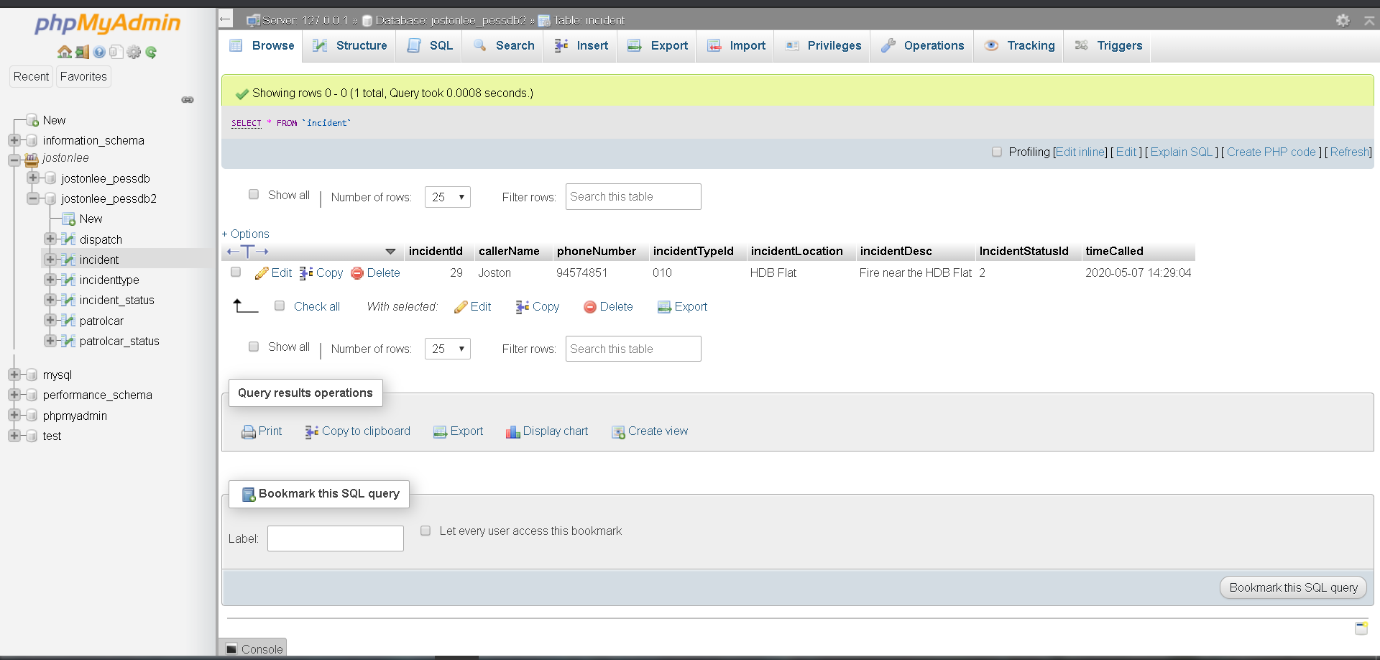 phpMyAdmin
Recent Favorites
New
information_schema
jostonlee
jostonlee_pessdb
jostonlee_pessdb2
New
dispatch
incident
incidenttype
incident_status
patrolcar
patrolcar_status
mysql
performance_schema
phpmyadmin
test
Server: 127.0.0.1 » Database: jostonlee_pessdb2 » Table: incident
Browse Structure SQL Search Insert Export Import Privileges Operations Tracking Triggers
Showing rows 0 - 0 (1 total, Query took 0.0008 seconds.)
SELECT * FROM `incident`
Profiling [Edit inline] [ Edit ] [ Explain SQL ] [ Create PHP code ] [ Refresh]
Show all | Number of rows: 25 Filter rows: Search this table
+ Options
←T→ incidentId callerName phoneNumber incidentTypeId incidentLocation incidentDesc IncidentStatusId timeCalled
Edit Copy Delete 29 Joston 94574851 010 HDB Flat Fire near the HDB Flat 2 2020-05-07 14:29:04
Check all With selected: Edit Copy Delete Export
Show all | Number of rows: 25 Filter rows: Search this table
Query results operations
Print Copy to clipboard Export Display chart Create view
Bookmark this SQL query
Label: Let every user access this bookmark
Bookmark this SQL query
Console